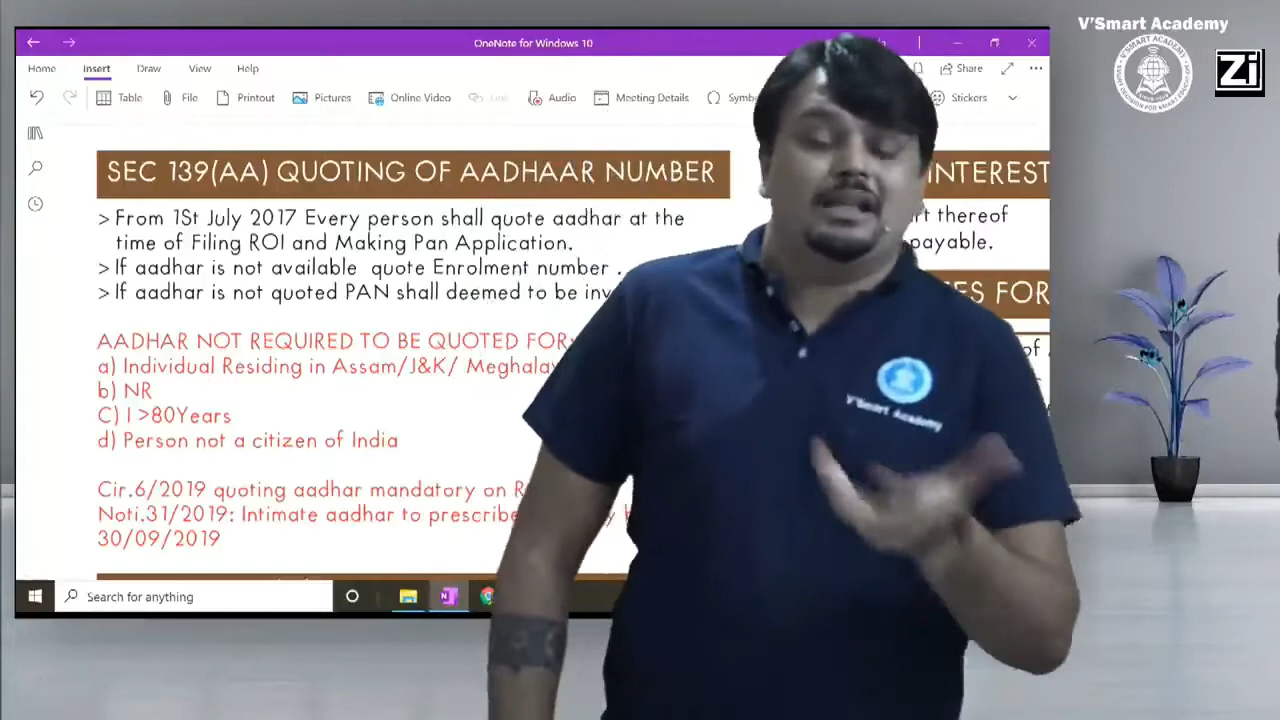 V'Smart Academy
Zi
OneNote for Windows 10
Home Insert Draw View Help Share
Table File Printout Pictures Online Video Link Audio Meeting Details Stickers
SEC 139(AA) QUOTING OF AADHAAR NUMBER
INTEREST
> From 1St July 2017 Every person shall quote aadhar at the
time of Filing ROI and Making Pan Application.
> If aadhar is not available quote Enrolment number .
> If aadhar is not quoted PAN shall deemed to be
thereof
payable.
FOR
of
AADHAR NOT REQUIRED TO BE QUOTED FOR
a) Individual Residing in Assam/J&K/
b) NR
C) I >80Years
d) Person not a citizen of India
Cir.6/2019 quoting aadhar mandatory on
Noti.31/2019: Intimate aadhar to
30/09/2019
Search for anything
V'Smart Academy